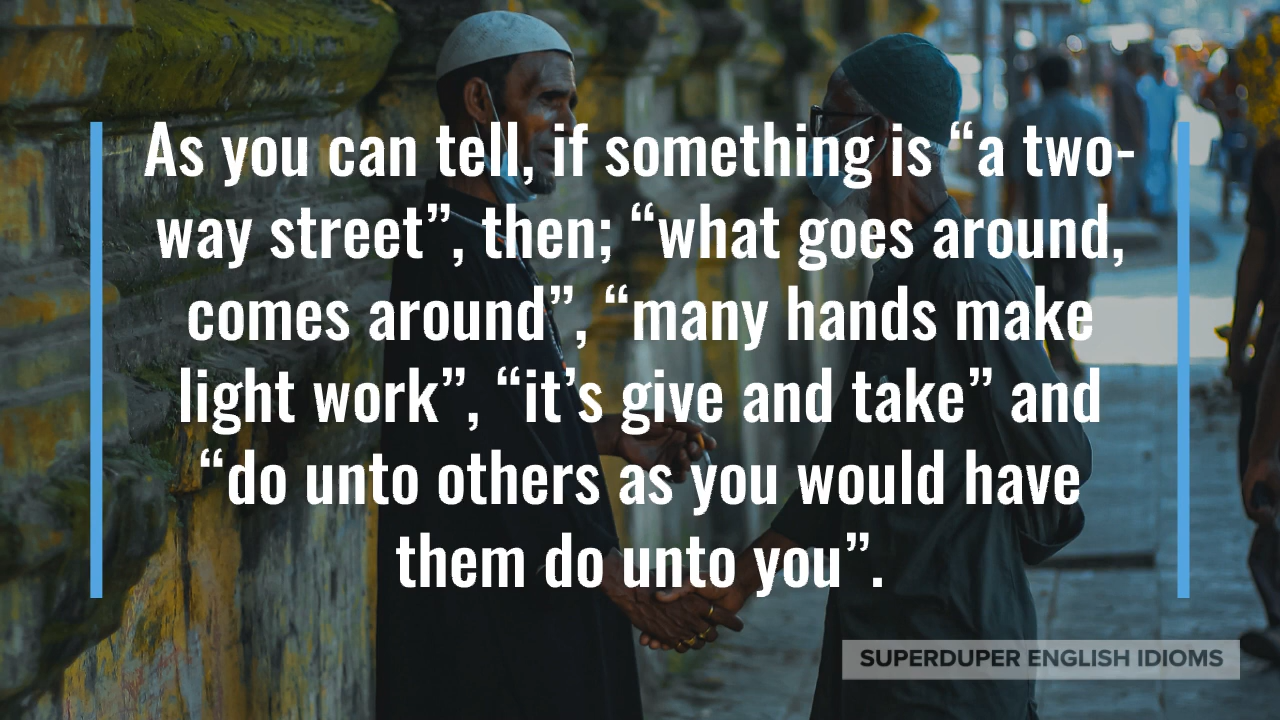 As you can tell, if something is “a two-
way street”, then; “what goes around,
comes around”, “many hands make
light work”, “it’s give and take” and
“do unto others as you would have
them do unto you”.
SUPERDUPER ENGLISH IDIOMS